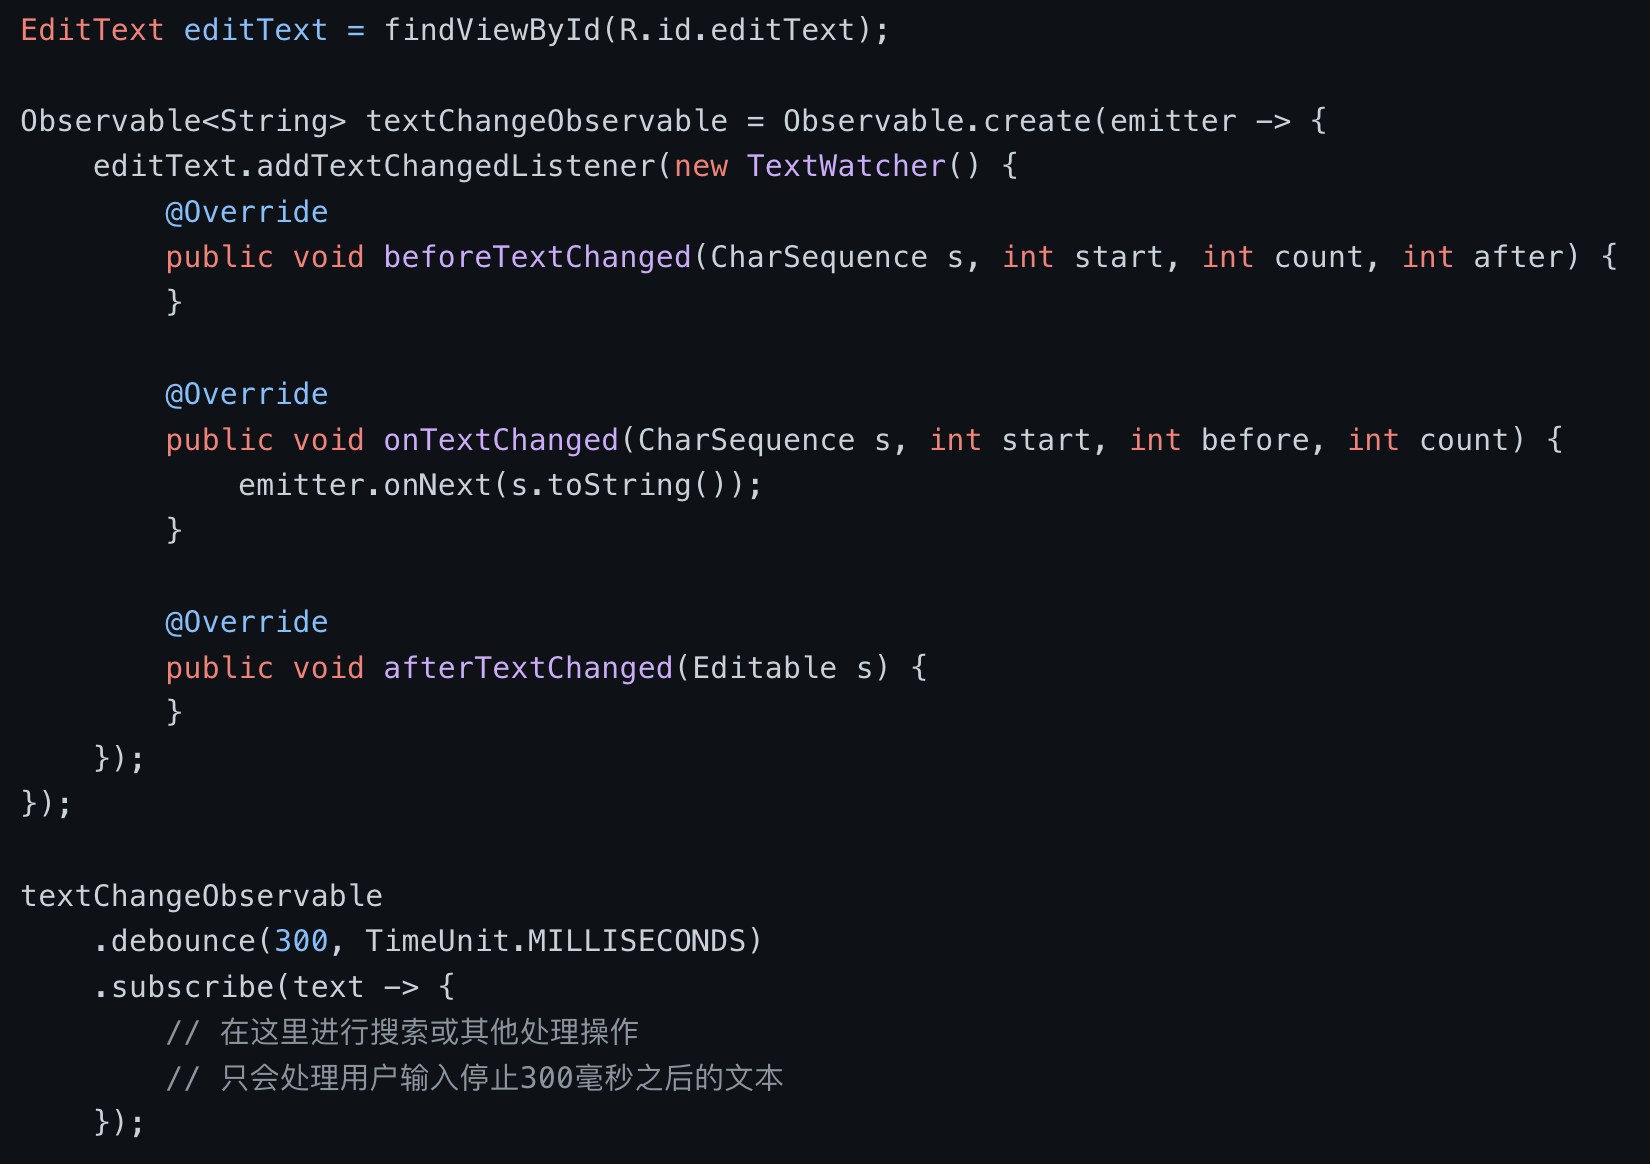 EditText editText = findViewById(R.id.editText);

Observable<String> textChangeObservable = Observable.create(emitter -> {
    editText.addTextChangedListener(new TextWatcher() {
        @Override
        public void beforeTextChanged(CharSequence s, int start, int count, int after) {
        }

        @Override
        public void onTextChanged(CharSequence s, int start, int before, int count) {
            emitter.onNext(s.toString());
        }

        @Override
        public void afterTextChanged(Editable s) {
        }
    });
});

textChangeObservable
    .debounce(300, TimeUnit.MILLISECONDS)
    .subscribe(text -> {
        // 在这里进行搜索或其他处理操作
        // 只会处理用户输入停止300毫秒之后的文本
    });